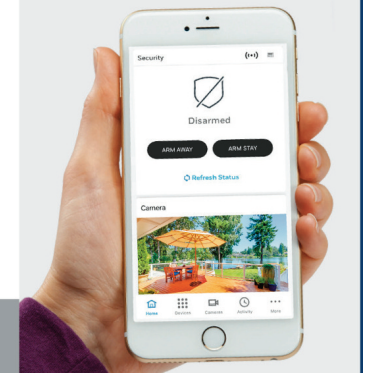 Security
Disarmed
ARM AWAY ARM STAY
Refresh Status
Camera
Home Devices Cameras Activity More